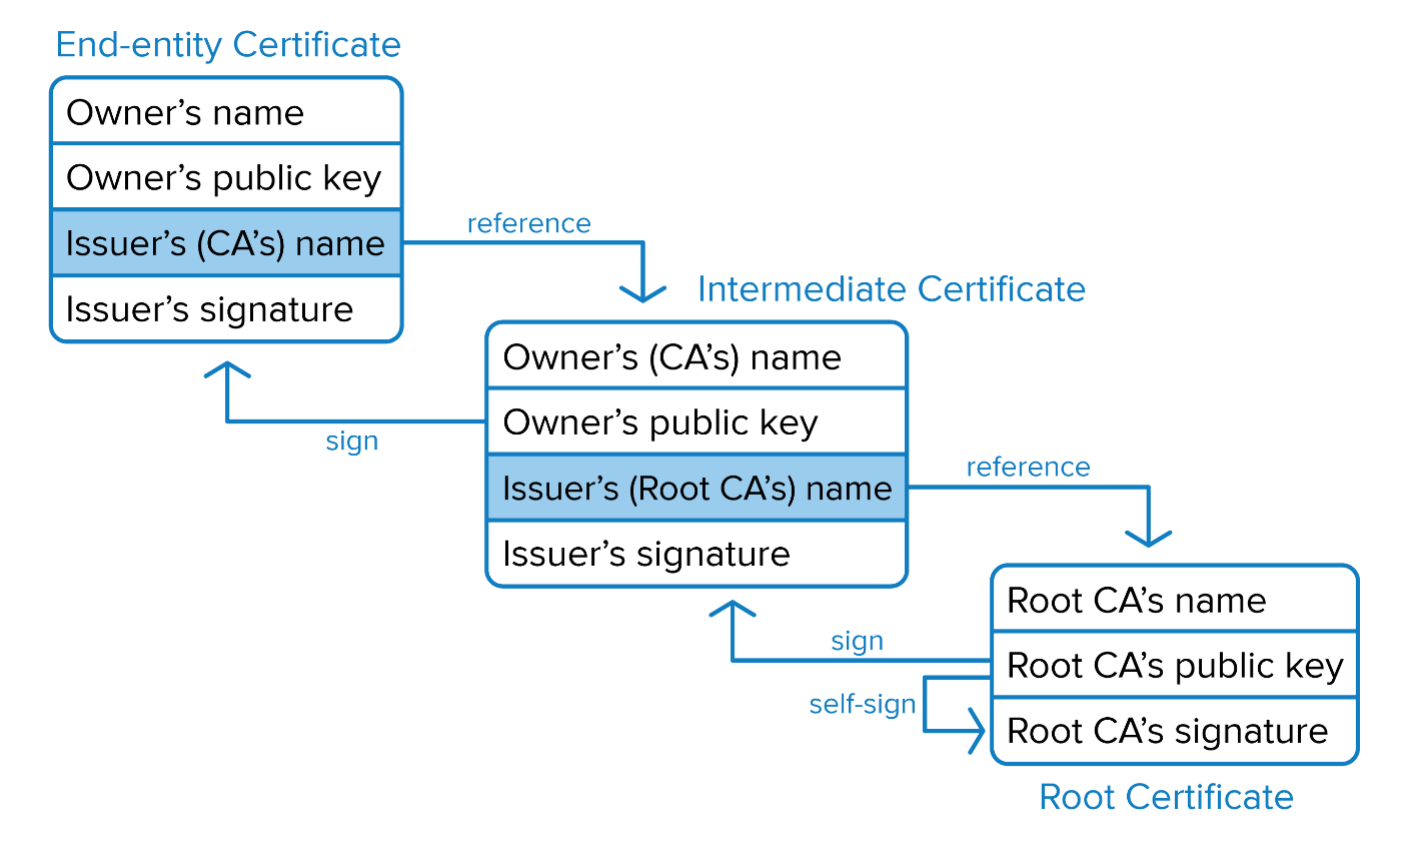 End-entity Certificate
Owner’s name
Owner’s public key
Issuer’s (CA’s) name
Issuer’s signature
reference
sign
Intermediate Certificate
Owner’s (CA’s) name
Owner’s public key
Issuer’s (Root CA’s) name
Issuer’s signature
reference
sign
self-sign
Root CA’s name
Root CA’s public key
Root CA’s signature
Root Certificate